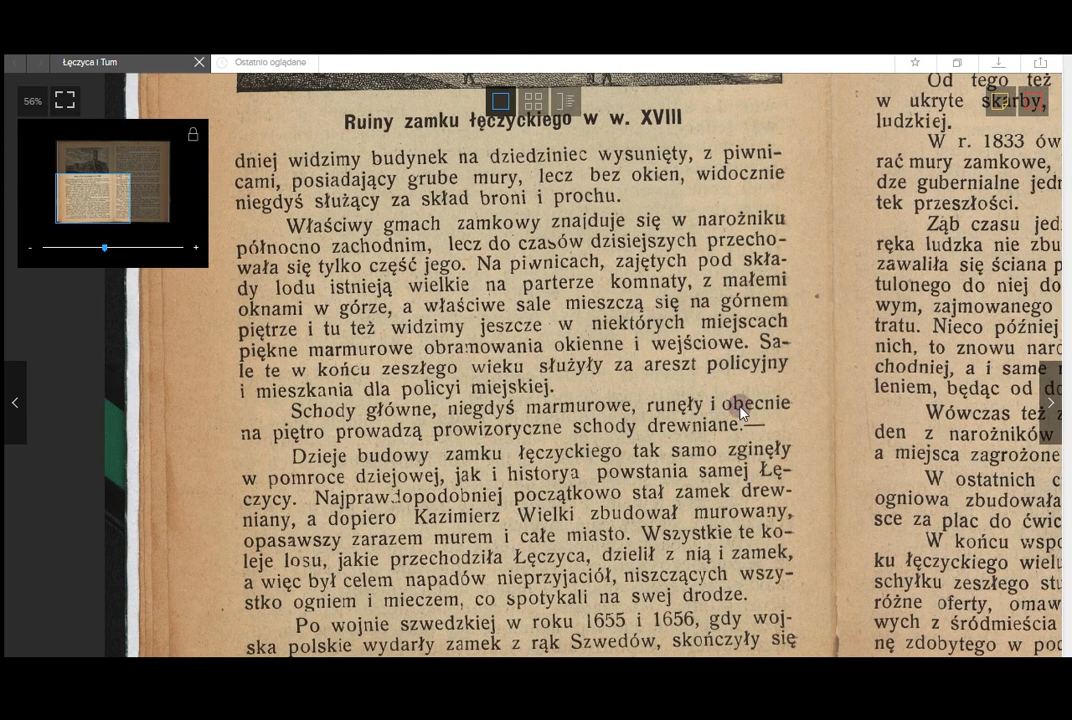 Łęczyca i Tum
Ostatnio oglądane
56%
- +
Ruiny zamku łęczyckiego w w. XVIII
dniej widzimy budynek na dziedziniec wysunięty, z piwni-
cami, posiadający grube mury, lecz bez okien, widocznie
niegdyś służący za skład broni i prochu.
Właściwy gmach zamkowy znajduje się w narożniku
północno zachodnim, lecz do czasów dzisiejszych przecho-
wała się tylko część jego. Na piwnicach, zajętych pod skła-
dy lodu istnieją wielkie na parterze komnaty, z małemi
oknami w górze, a właściwe sale mieszczą się na górnem
piętrze i tu też widzimy jeszcze w niektórych miejscach
piękne marmurowe obramowania okienne i wejściowe. Sa-
le te w końcu zeszłego wieku służyły za areszt policyjny
i mieszkania dla policyi miejskiej.
Schody główne, niegdyś marmurowe, runęły i obecnie
na piętro prowadzą prowizoryczne schody drewniane.—
Dzieje budowy zamku łęczyckiego tak samo zginęły
w pomroce dziejowej, jak i historya powstania samej Łę-
czycy. Najprawdopodobniej początkowo stał zamek drew-
niany, a dopiero Kazimierz Wielki zbudował murowany,
opasawszy zarazem murem i całe miasto. Wszystkie te ko-
leje losu, jakie przechodziła Łęczyca, dzielił z nią i zamek,
a więc był celem napadów nieprzyjaciół, niszczących wszy-
stko ogniem i mieczem, co spotykali na swej drodze.
Po wojnie szwedzkiej w roku 1655 i 1656, gdy woj-
ska polskie wydarły zamek z rąk Szwedów, skończyły się
Od tego też
w ukryte skarby,
ludzkiej.
W r. 1833 ów
rać mury zamkowe,
dze gubernialne jedn
tek przeszłości.
Ząb czasu jed
ręka ludzka nie zbu
zawaliła się ściana p
tulonego do niej do
wym, zajmowanego
tratu. Nieco później
nich, to znowu naro
chodniej, a i same
leniem, będąc od do
Wówczas też z
den z narożników
a miejsca zagrożone
W ostatnich c
ogniowa zbudowała
sce za plac do ćwic
W końcu wspo
ku łęczyckiego wielu
schyłku zeszłego stu
różne oferty, omaw
wych z śródmieścia
nę zdobytego w poc